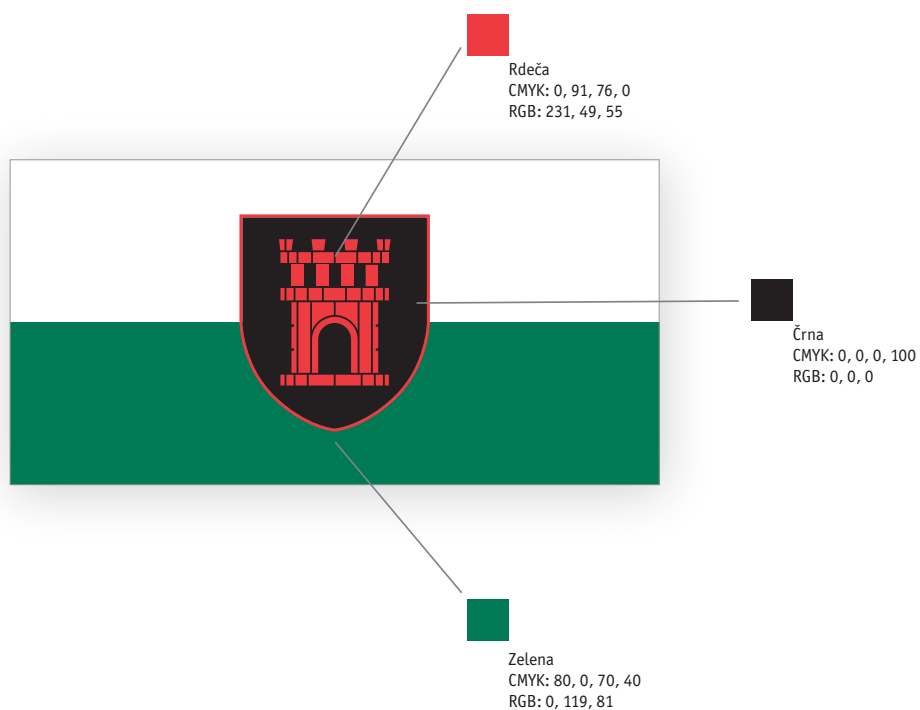 Rdeča
CMYK: 0, 91, 76, 0
RGB: 231, 49, 55
Črna
CMYK: 0, 0, 0, 100
RGB: 0, 0, 0
Zelena
CMYK: 80, 0, 70, 40
RGB: 0, 119, 81